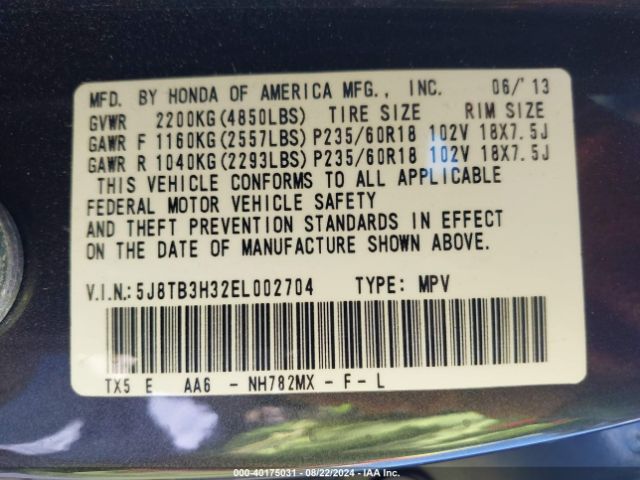 MFD. BY HONDA OF AMERICA MFG., INC. 06/'13
GVWR 2200KG(4850LBS) TIRE SIZE RIM SIZE
GAWR F 1160KG(2557LBS) P235/60R18 102V 18X7.5J
GAWR R 1040KG(2293LBS) P235/60R18 102V 18X7.5J
THIS VEHICLE CONFORMS TO ALL APPLICABLE
FEDERAL MOTOR VEHICLE SAFETY
AND THEFT PREVENTION STANDARDS IN EFFECT
ON THE DATE OF MANUFACTURE SHOWN ABOVE.
V.I.N.:5J8TB3H32EL002704 TYPE: MPV
TX5 E AA6 - NH782MX - F - L
000-40175031 - 08/22/2024 - IAA Inc.